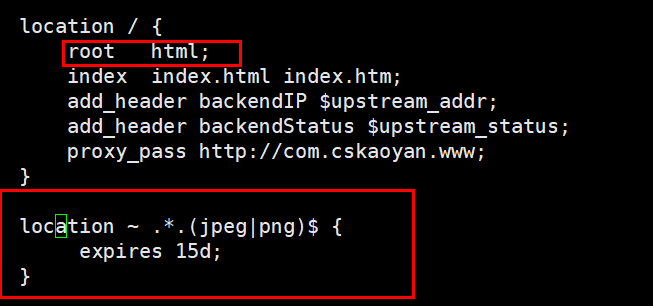 location / {
    root   html;
    index  index.html index.htm;
    add_header backendIP $upstream_addr;
    add_header backendStatus $upstream_status;
    proxy_pass http://com.cskaoyan.www;
}
location ~ .*.(jpeg|png)$ {
     expires 15d;
}